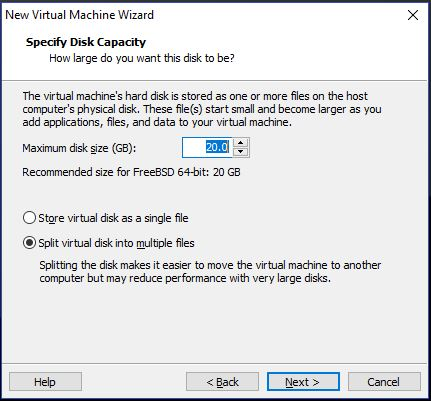 New Virtual Machine Wizard
Specify Disk Capacity
How large do you want this disk to be?
The virtual machine's hard disk is stored as one or more files on the host
computer's physical disk. These file(s) start small and become larger as you
add applications, files, and data to your virtual machine.
Maximum disk size (GB): 20.0
Recommended size for FreeBSD 64-bit: 20 GB
Store virtual disk as a single file
Split virtual disk into multiple files
Splitting the disk makes it easier to move the virtual machine to another
computer but may reduce performance with very large disks.
Help < Back Next > Cancel